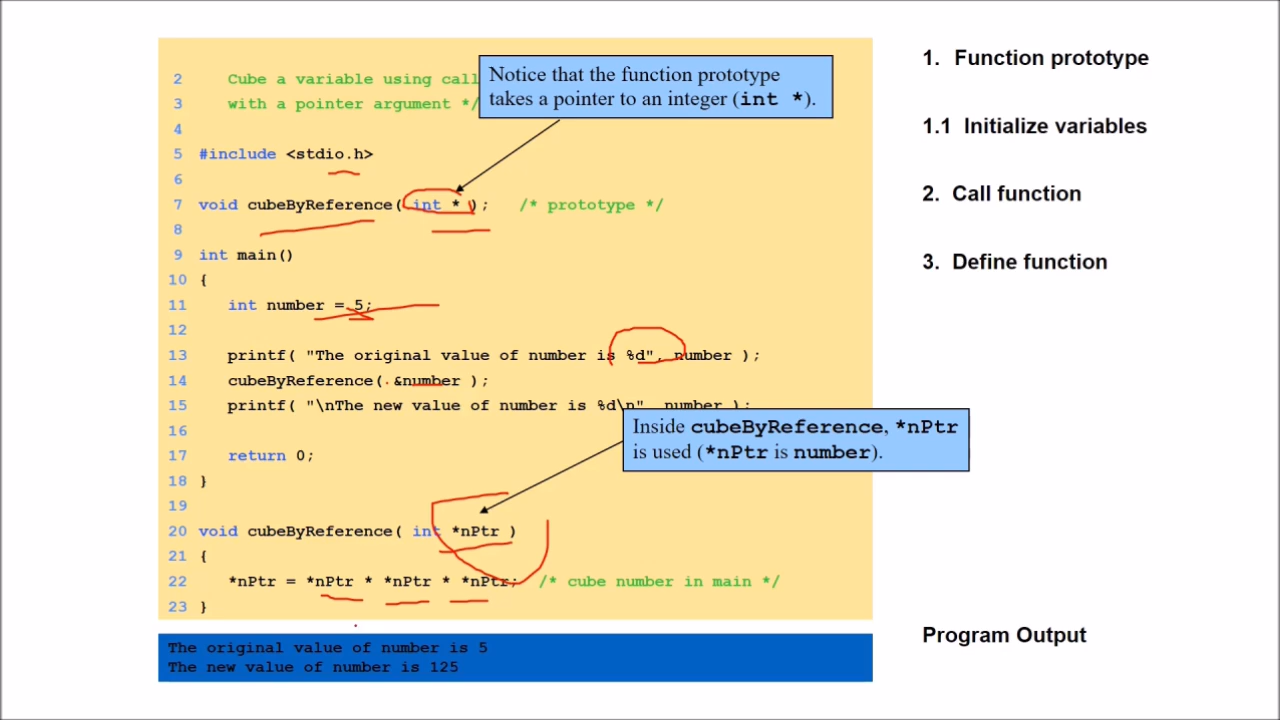 2 Cube a variable using call
3 with a pointer argument */
4
5 #include <stdio.h>
6
7 void cubeByReference( int * ); /* prototype */
8
9 int main()
10 {
11 int number = 5;
12
13 printf( "The original value of number is %d", number );
14 cubeByReference( &number );
15 printf( "\nThe new value of number is %d\n", number );
16
17 return 0;
18 }
19
20 void cubeByReference( int *nPtr )
21 {
22 *nPtr = *nPtr * *nPtr * *nPtr; /* cube number in main */
23 }
Notice that the function prototype
takes a pointer to an integer (int *).
Inside cubeByReference, *nPtr
is used (*nPtr is number).
The original value of number is 5
The new value of number is 125
1. Function prototype
1.1 Initialize variables
2. Call function
3. Define function
Program Output